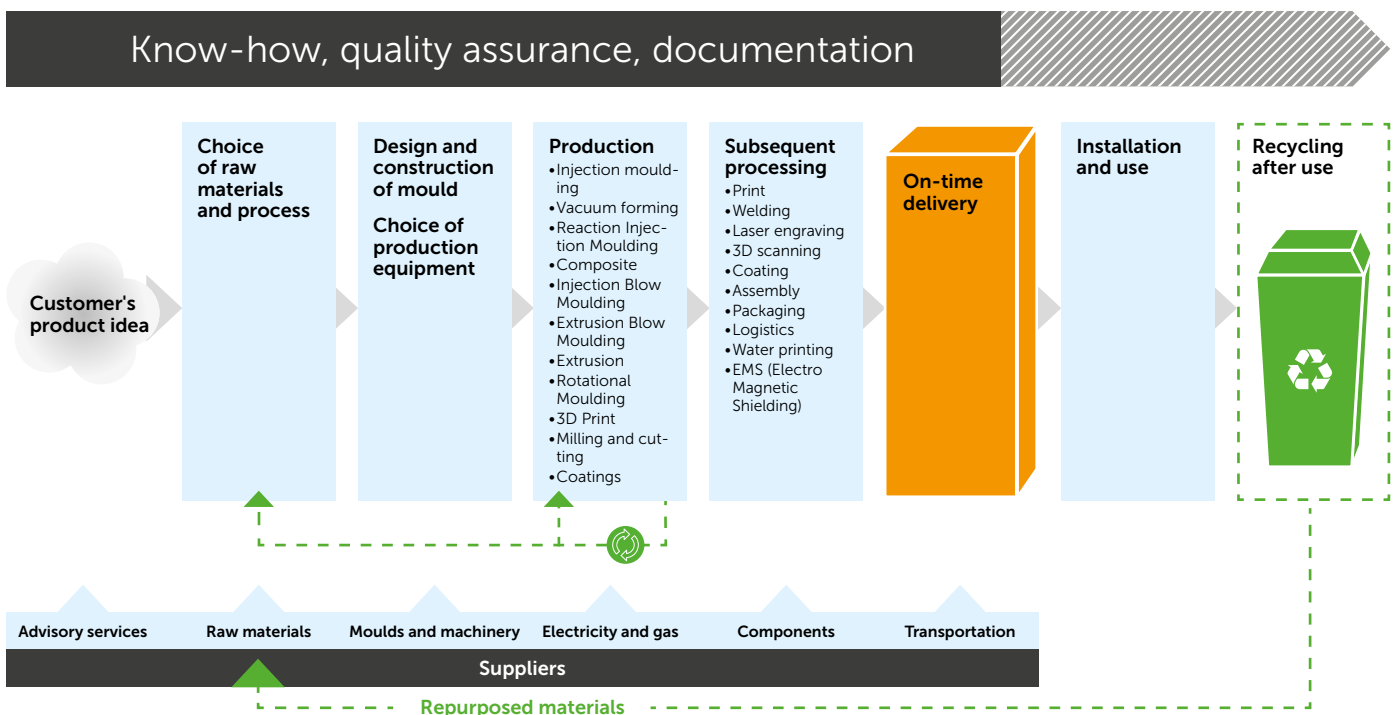 Know-how, quality assurance, documentation
Customer's
product idea
Choice
of raw
materials
and process
Design and
construction
of mould
Choice of
production
equipment
Production
•Injection mould-
ing
•Vacuum forming
•Reaction Injec-
tion Moulding
•Composite
•Injection Blow
Moulding
•Extrusion Blow
Moulding
•Extrusion
•Rotational
Moulding
•3D Print
•Milling and cut-
ting
•Coatings
Subsequent
processing
•Print
•Welding
•Laser engraving
•3D scanning
•Coating
•Assembly
•Packaging
•Logistics
•Water printing
•EMS (Electro
Magnetic
Shielding)
On-time
delivery
Installation
and use
Recycling
after use
Advisory services
Raw materials
Moulds and machinery
Electricity and gas
Components
Transportation
Suppliers
Repurposed materials